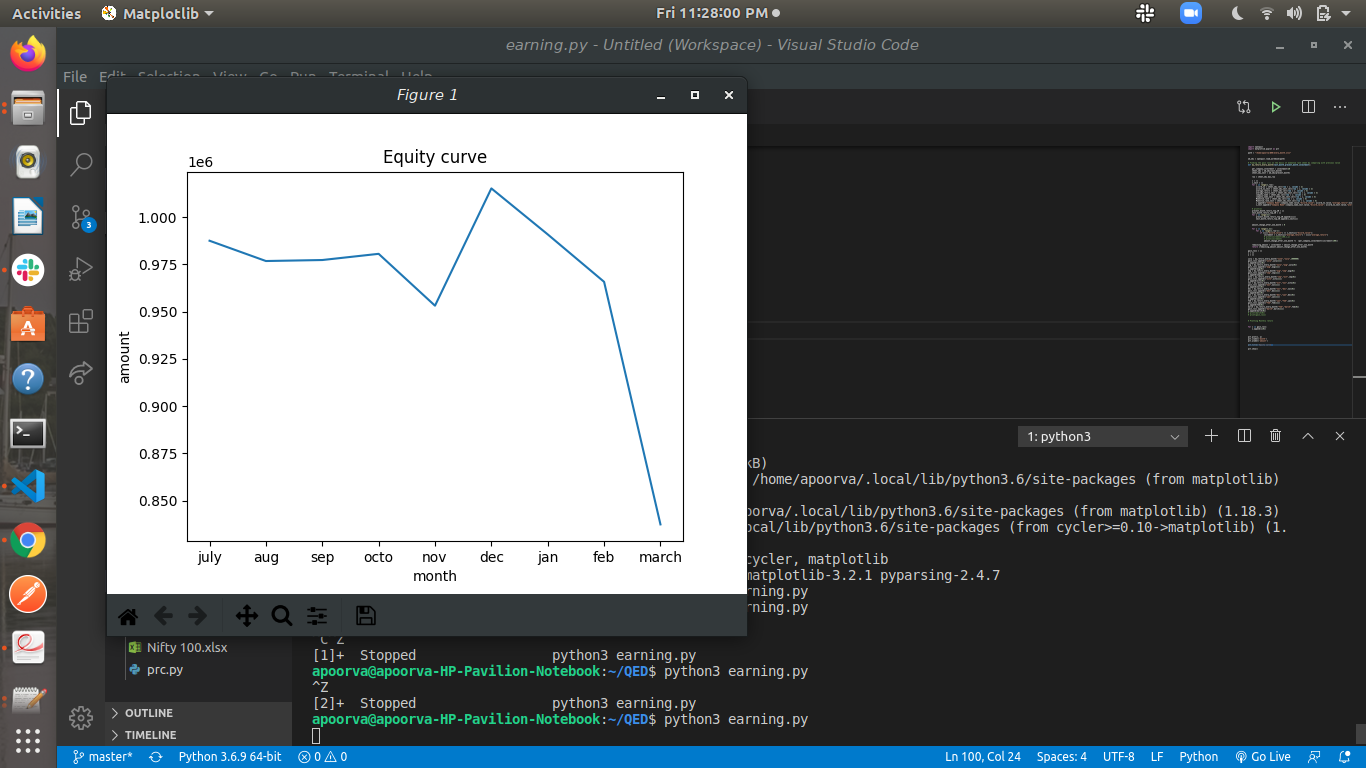 Activities
Matplotlib
Fri 11:28:00 PM
earning.py - Untitled (Workspace) - Visual Studio Code
File Edit Selection View Go Run Terminal Help
Figure 1
Equity curve
1e6
1.000
0.975
0.950
0.925
0.900
0.875
0.850
amount
july aug sep octo nov dec jan feb march
month
3
1: python3
kB)
/home/apoorva/.local/lib/python3.6/site-packages (from matplotlib)
oorva/.local/lib/python3.6/site-packages (from matplotlib) (1.18.3)
ocal/lib/python3.6/site-packages (from cycler>=0.10->matplotlib) (1.
cycler, matplotlib
matplotlib-3.2.1 pyparsing-2.4.7
rning.py
rning.py
^C^Z
[1]+ Stopped python3 earning.py
apoorva@apoorva-HP-Pavilion-Notebook:~/QED$ python3 earning.py
^Z
[2]+ Stopped python3 earning.py
apoorva@apoorva-HP-Pavilion-Notebook:~/QED$ python3 earning.py
Nifty 100.xlsx
prc.py
OUTLINE
TIMELINE
master* Python 3.6.9 64-bit 0 0 Ln 100, Col 24 Spaces: 4 UTF-8 LF Python Go Live